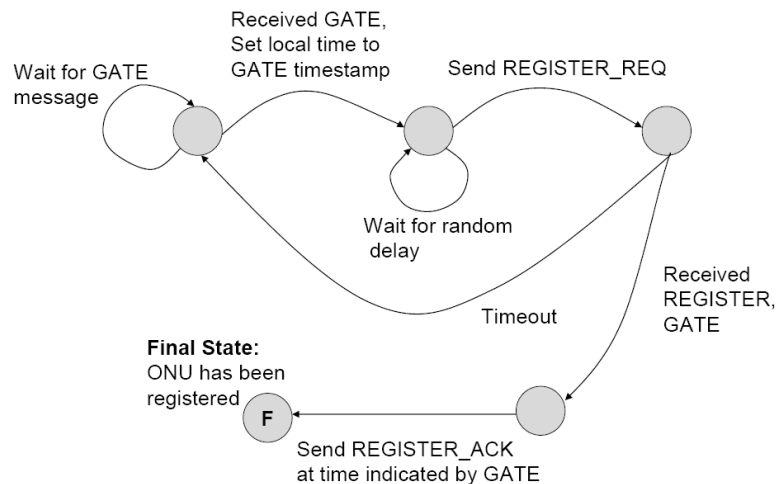 Received GATE,
Set local time to
GATE timestamp
Wait for GATE
message
Send REGISTER_REQ
Wait for random
delay
Received
REGISTER,
GATE
Timeout
Final State:
ONU has been
registered
F
Send REGISTER_ACK
at time indicated by GATE